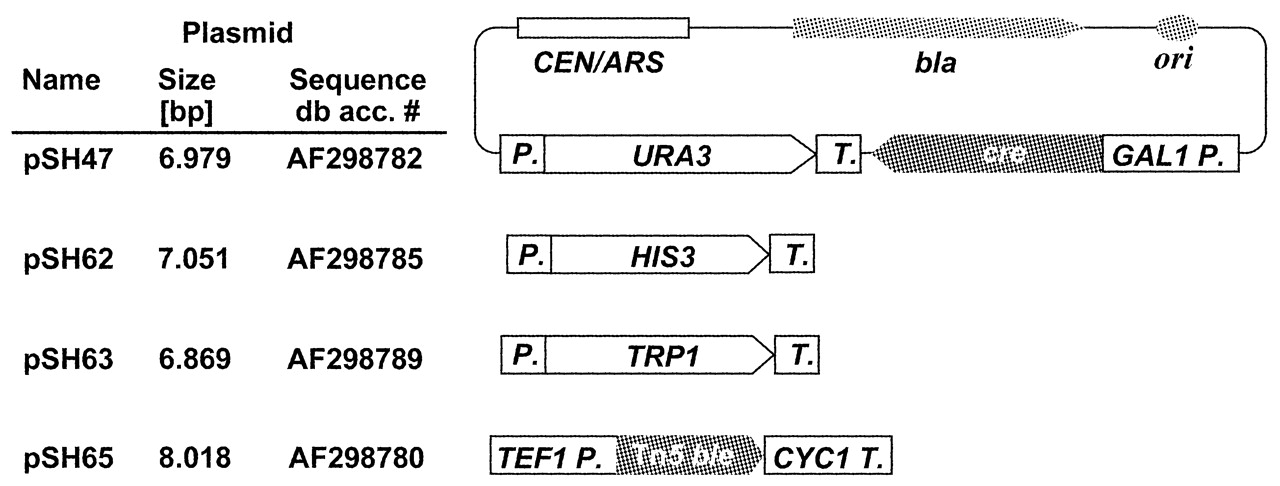 Plasmid
Name Size [bp] Sequence db acc. #
CEN/ARS bla ori
pSH47 6.979 AF298782 P. URA3 T. cre GAL1 P.
pSH62 7.051 AF298785 P. HIS3 T.
pSH63 6.869 AF298789 P. TRP1 T.
pSH65 8.018 AF298780 TEF1 P. Tn5 ble CYC1 T.